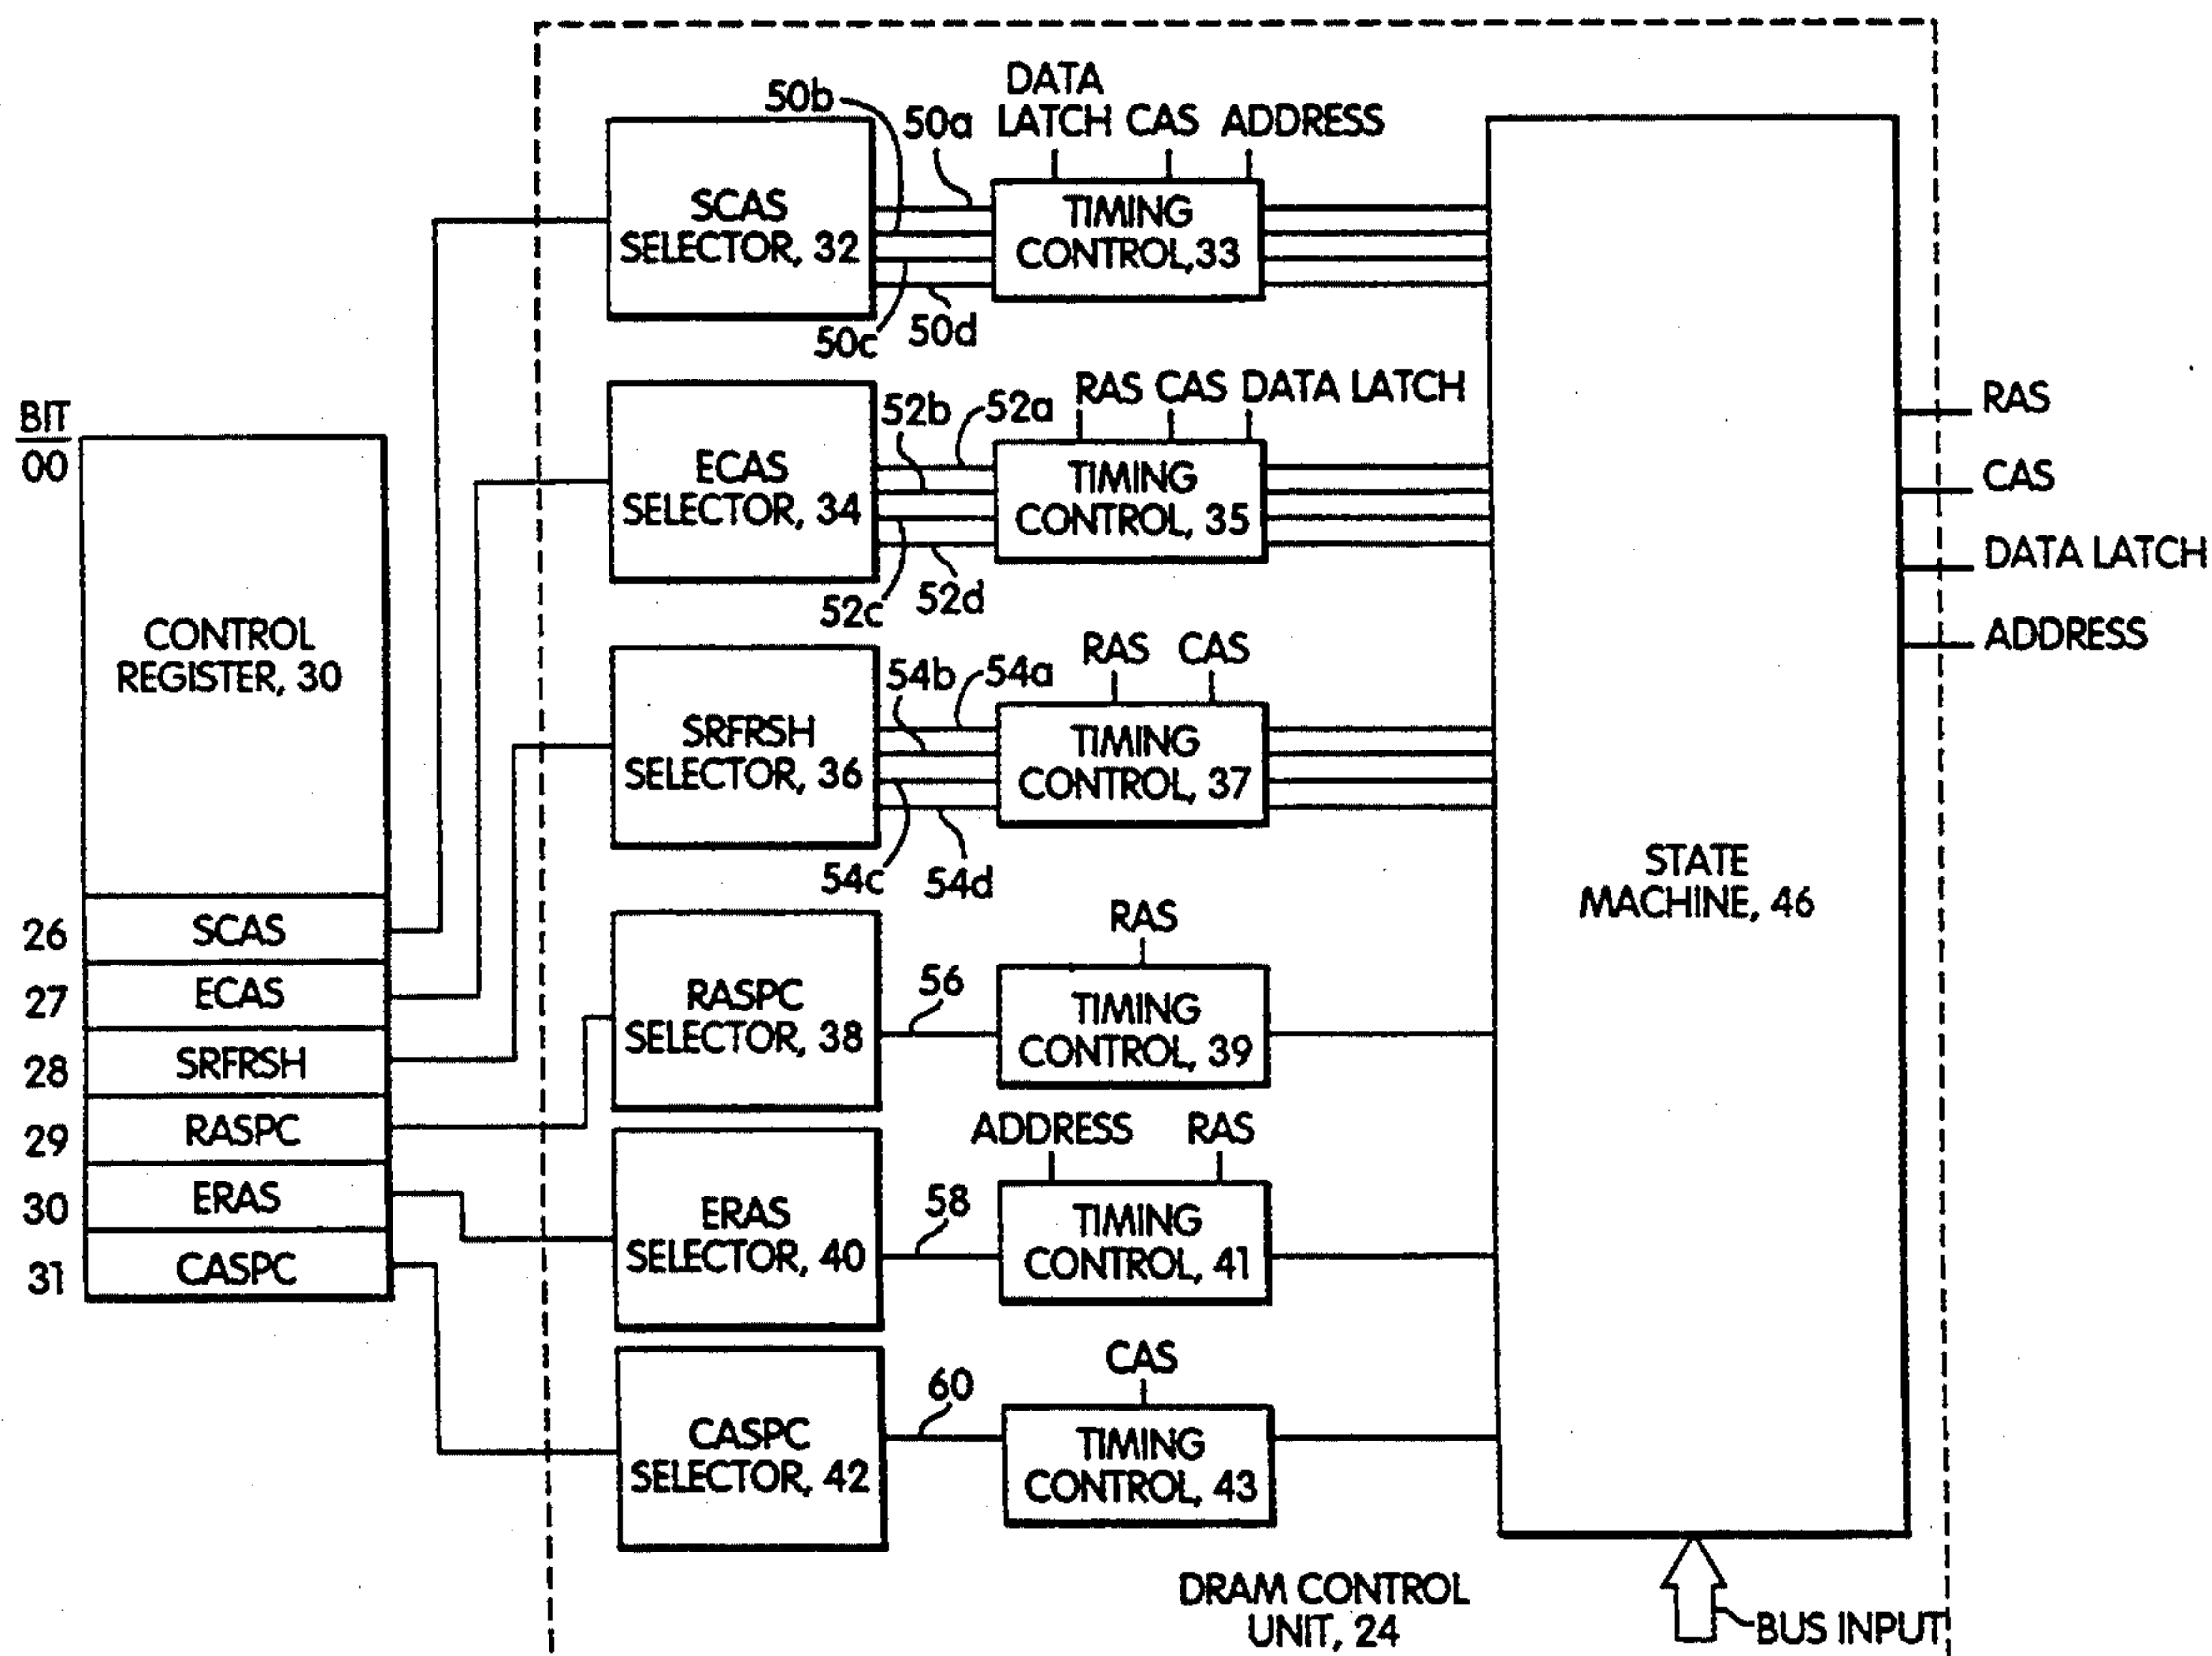 DATA
LATCH CAS ADDRESS
50b
50a
SCAS
SELECTOR, 32
TIMING
CONTROL,33
50c
50d
RAS CAS DATA LATCH
52b
52a
ECAS
SELECTOR, 34
TIMING
CONTROL, 35
52c
52d
RAS
CAS
DATA LATCH
ADDRESS
BIT
00
CONTROL
REGISTER, 30
RAS CAS
54b
54a
SRFRSH
SELECTOR, 36
TIMING
CONTROL, 37
54c
54d
STATE
MACHINE, 46
26 SCAS
27 ECAS
28 SRFRSH
29 RASPC
30 ERAS
31 CASPC
RAS
RASPC
SELECTOR, 38
56
TIMING
CONTROL, 39
ADDRESS RAS
ERAS
SELECTOR, 40
58
TIMING
CONTROL, 41
CAS
CASPC
SELECTOR, 42
60
TIMING
CONTROL, 43
DRAM CONTROL
UNIT, 24
BUS INPUT